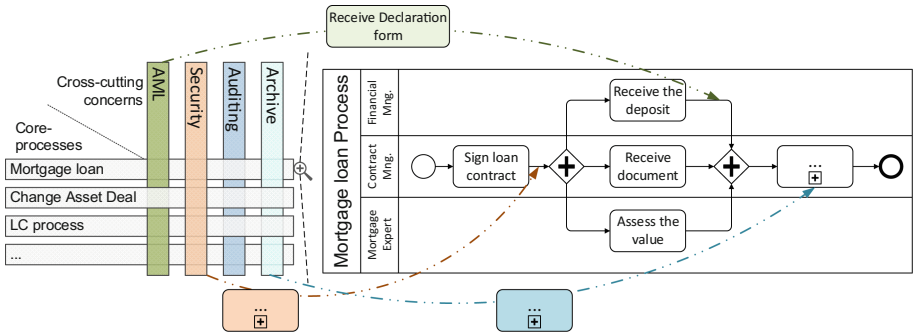 Receive Declaration
form
Cross-cutting
concerns
Core-
processes
AML
Security
Auditing
Archive
Mortgage loan
Change Asset Deal
LC process
...
Mortgage loan Process
Financial
Mng.
Contract
Mng.
Mortgage
Expert
Receive the
deposit
Sign loan
contract
Receive
document
...
Assess the
value
...
...